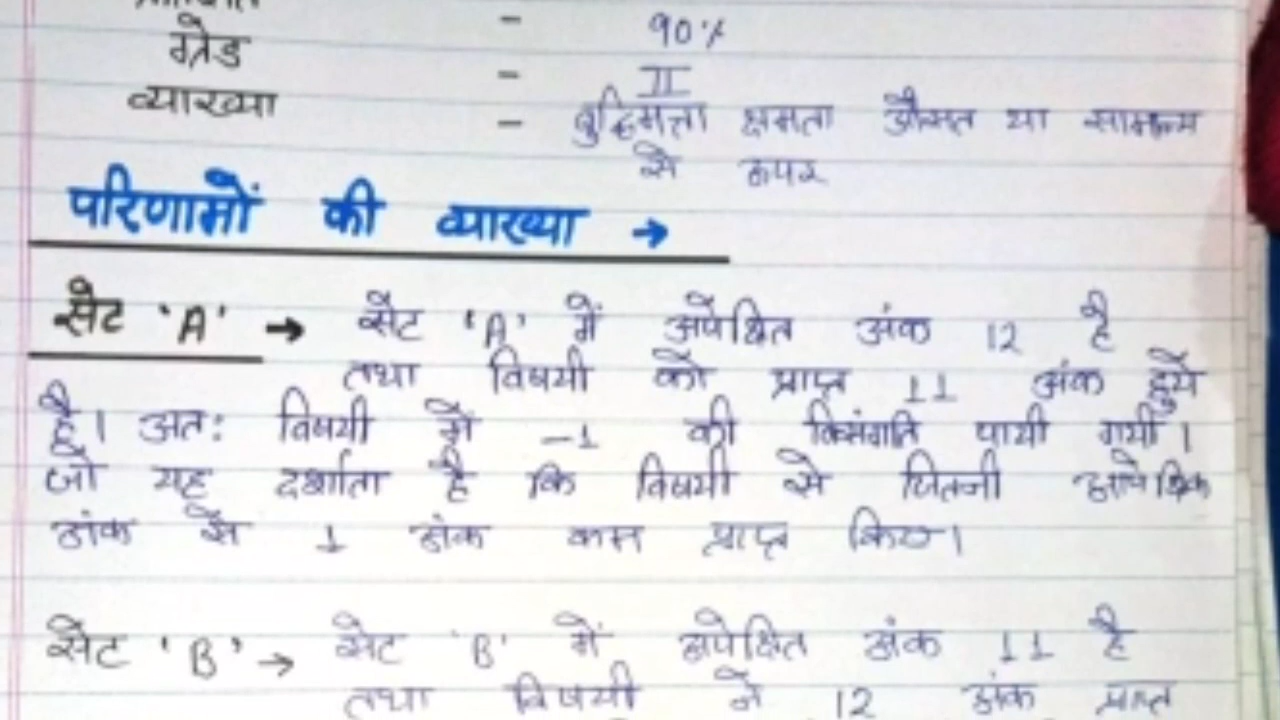 - 90%
ग्रेड - II
व्याख्या - बुद्धिमत्ता क्षमता औसत या सामान्य
से ऊपर
परिणामों की व्याख्या →
सेट 'A' → सेट 'A' में अपेक्षित अंक 12 है
तथा विषयी को प्राप्त 11 अंक हुये
है। अतः विषयी में -1 की विसंगति पायी गयी।
जो यह दर्शाता है कि विषयी से जितनी अपेक्षिक
अंक से 1 अंक कम प्राप्त किए।
सेट 'B' → सेट 'B' में अपेक्षित अंक 11 है
तथा विषयी ने 12 अंक प्राप्त